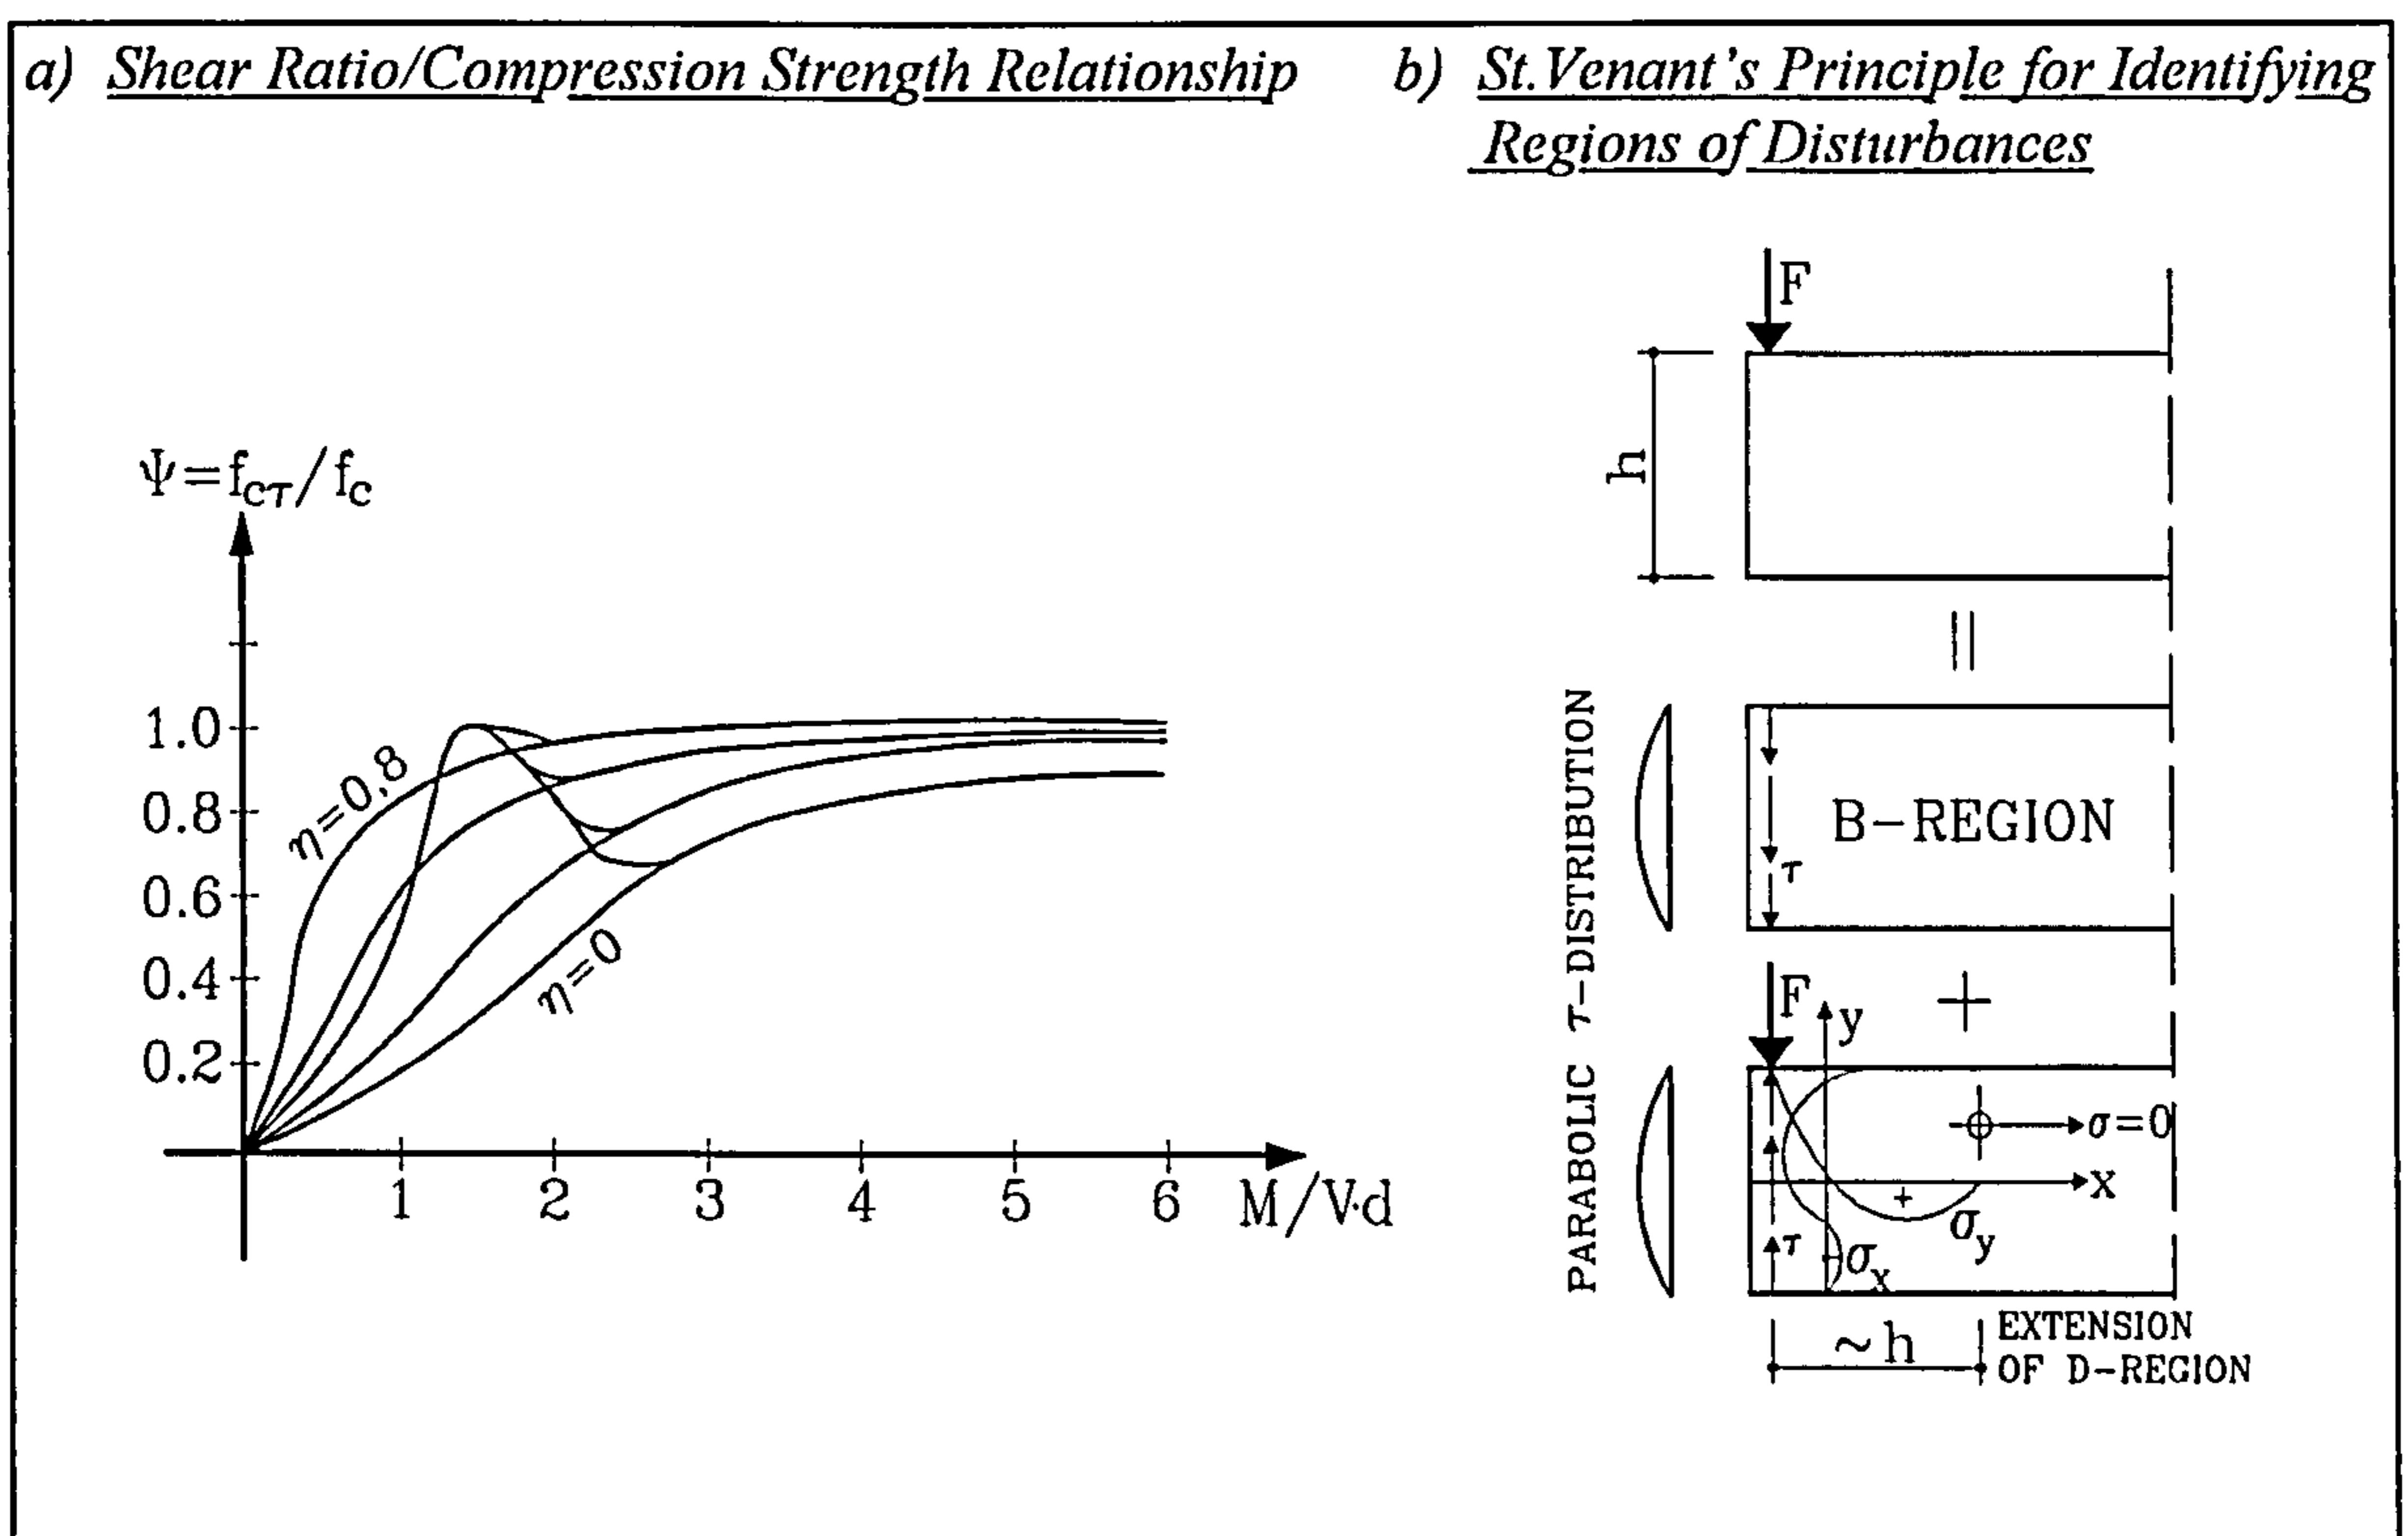 a) Shear Ratio/Compression Strength Relationship
b) St.Venant's Principle for Identifying
Regions of Disturbances
Ψ=fcτ/fc
1.0
0.8
0.6
0.4
0.2
η=0,8
η=0
1 2 3 4 5 6 M/V·d
F
h
=
PARABOLIC τ-DISTRIBUTION
B-REGION
τ
+
F
y
σ=0
x
+
σy
τ
σx
~h
EXTENSION
OF D-REGION